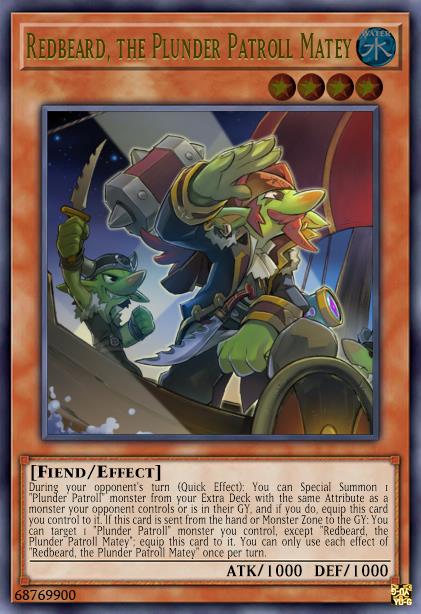 REDBEARD, THE PLUNDER PATROLL MATEY
WATER
水
[FIEND/EFFECT]
During your opponent's turn (Quick Effect): You can Special Summon 1
"Plunder Patroll" monster from your Extra Deck with the same Attribute as a
monster your opponent controls or is in their GY, and if you do, equip this card
you control to it. If this card is sent from the hand or Monster Zone to the GY: You
can target 1 "Plunder Patroll" monster you control, except "Redbeard, the
Plunder Patroll Matey"; equip this card to it. You can only use each effect of
"Redbeard, the Plunder Patroll Matey" once per turn.
ATK/1000 DEF/1000
68769900